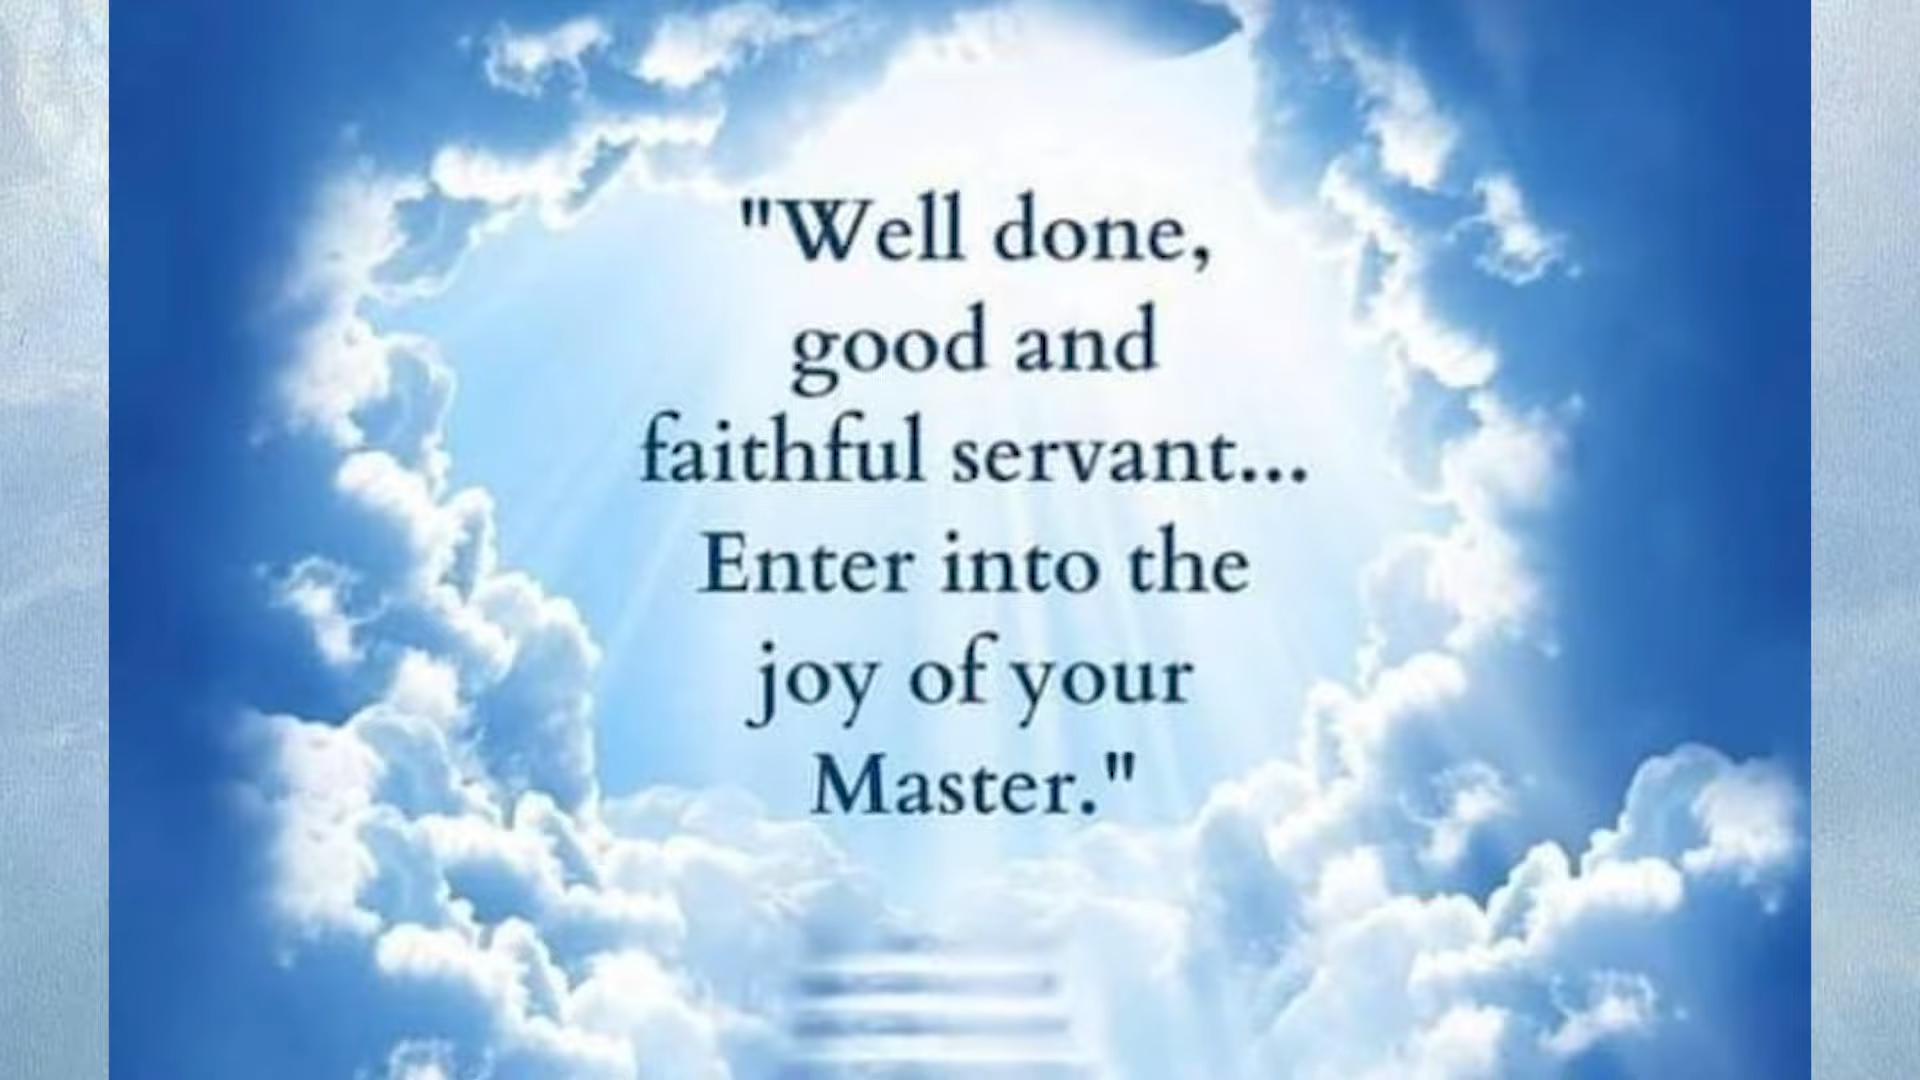 "Well done,
good and
faithful servant...
Enter into the
joy of your
Master."